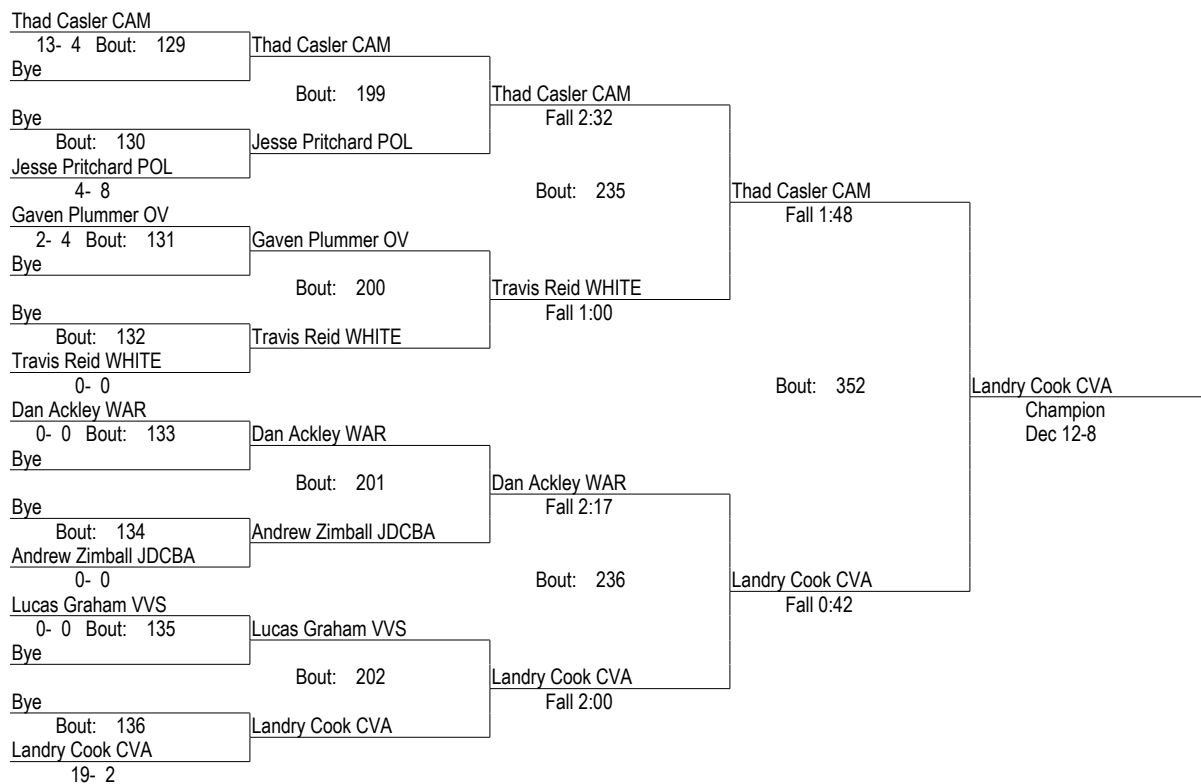 Thad Casler CAM
13- 4 Bout: 129
Bye
Bye
Bout: 130
Jesse Pritchard POL
4- 8
Gaven Plummer OV
2- 4 Bout: 131
Bye
Bye
Bout: 132
Travis Reid WHITE
0- 0
Dan Ackley WAR
0- 0 Bout: 133
Bye
Bye
Bout: 134
Andrew Zimball JDCBA
0- 0
Lucas Graham VVS
0- 0 Bout: 135
Bye
Bye
Bout: 136
Landry Cook CVA
19- 2
Thad Casler CAM
Bout: 199
Jesse Pritchard POL
Gaven Plummer OV
Bout: 200
Travis Reid WHITE
Dan Ackley WAR
Bout: 201
Andrew Zimball JDCBA
Lucas Graham VVS
Bout: 202
Landry Cook CVA
Thad Casler CAM
Fall 2:32
Bout: 235
Travis Reid WHITE
Fall 1:00
Dan Ackley WAR
Fall 2:17
Bout: 236
Landry Cook CVA
Fall 2:00
Thad Casler CAM
Fall 1:48
Bout: 352
Landry Cook CVA
Fall 0:42
Landry Cook CVA
Champion
Dec 12-8